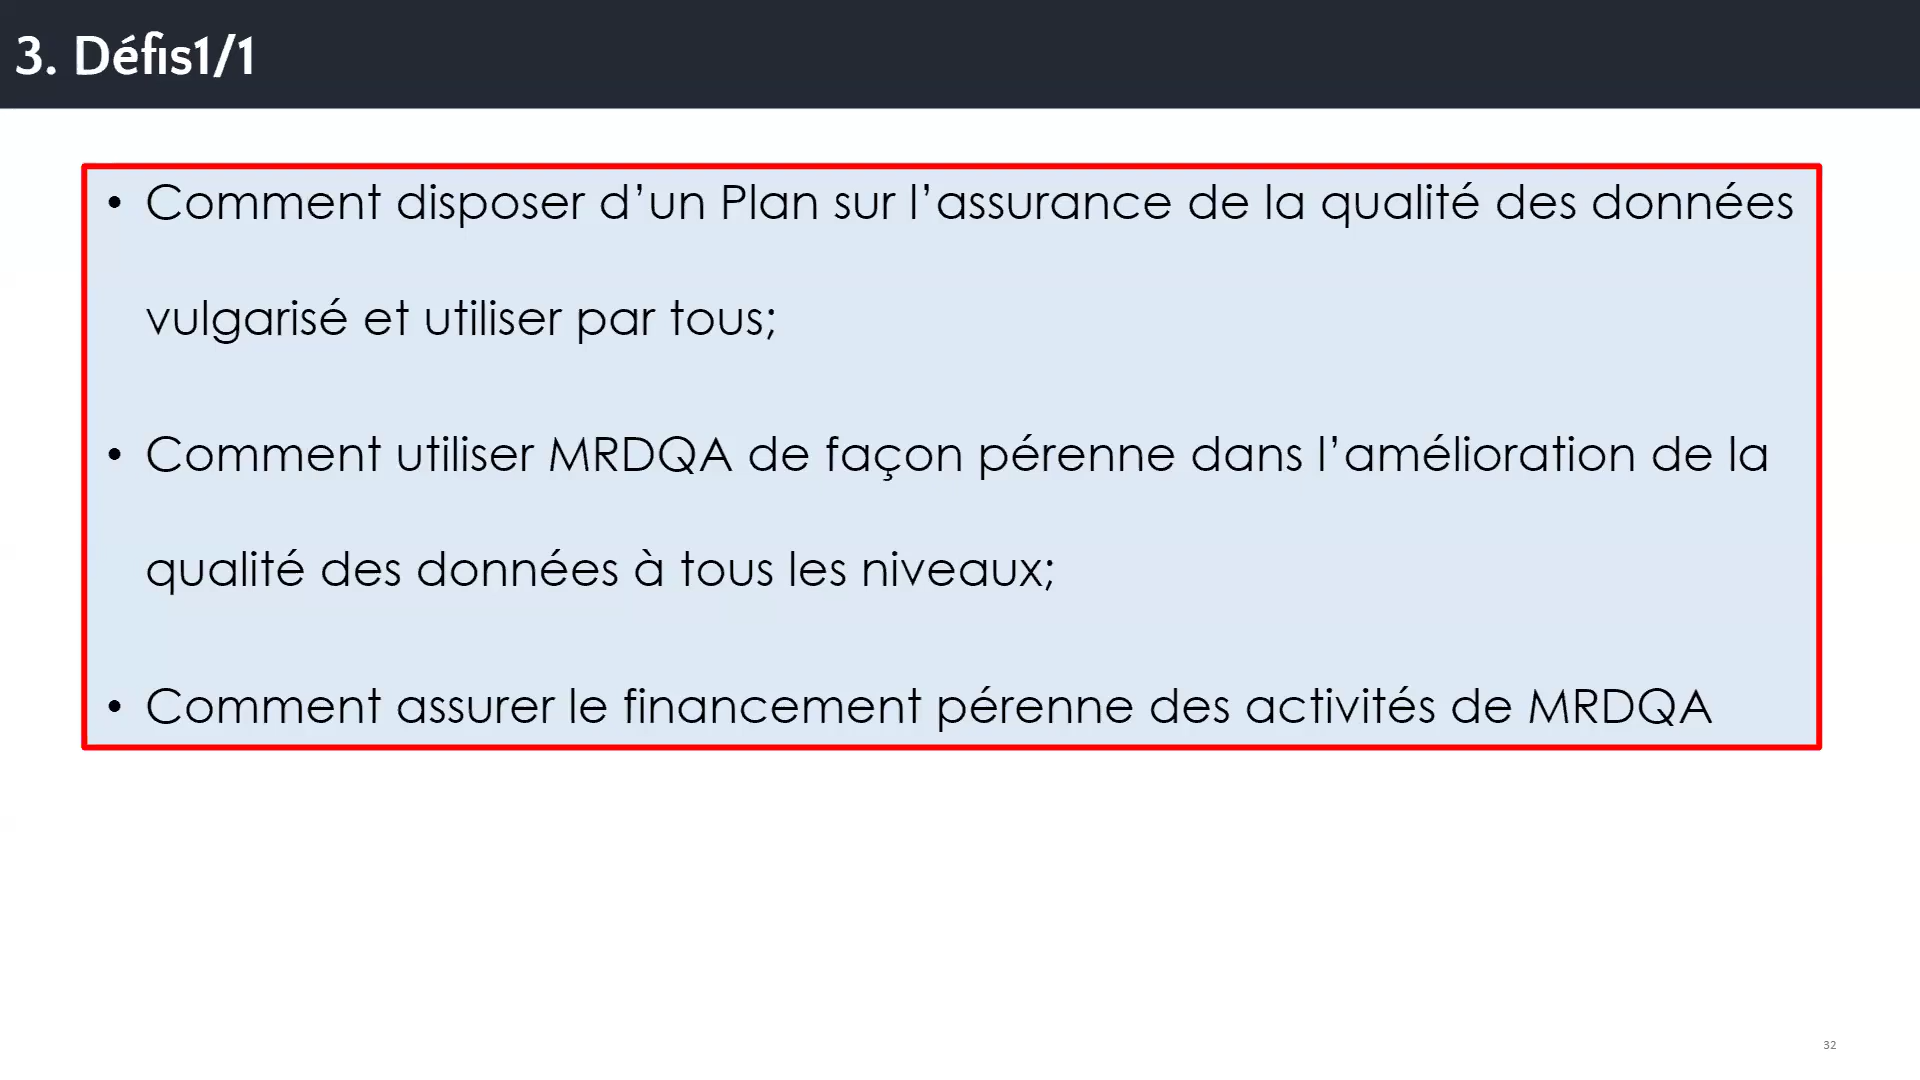 3. Défis1/1
• Comment disposer d’un Plan sur l’assurance de la qualité des données
vulgarisé et utiliser par tous;
• Comment utiliser MRDQA de façon pérenne dans l’amélioration de la
qualité des données à tous les niveaux;
• Comment assurer le financement pérenne des activités de MRDQA
32